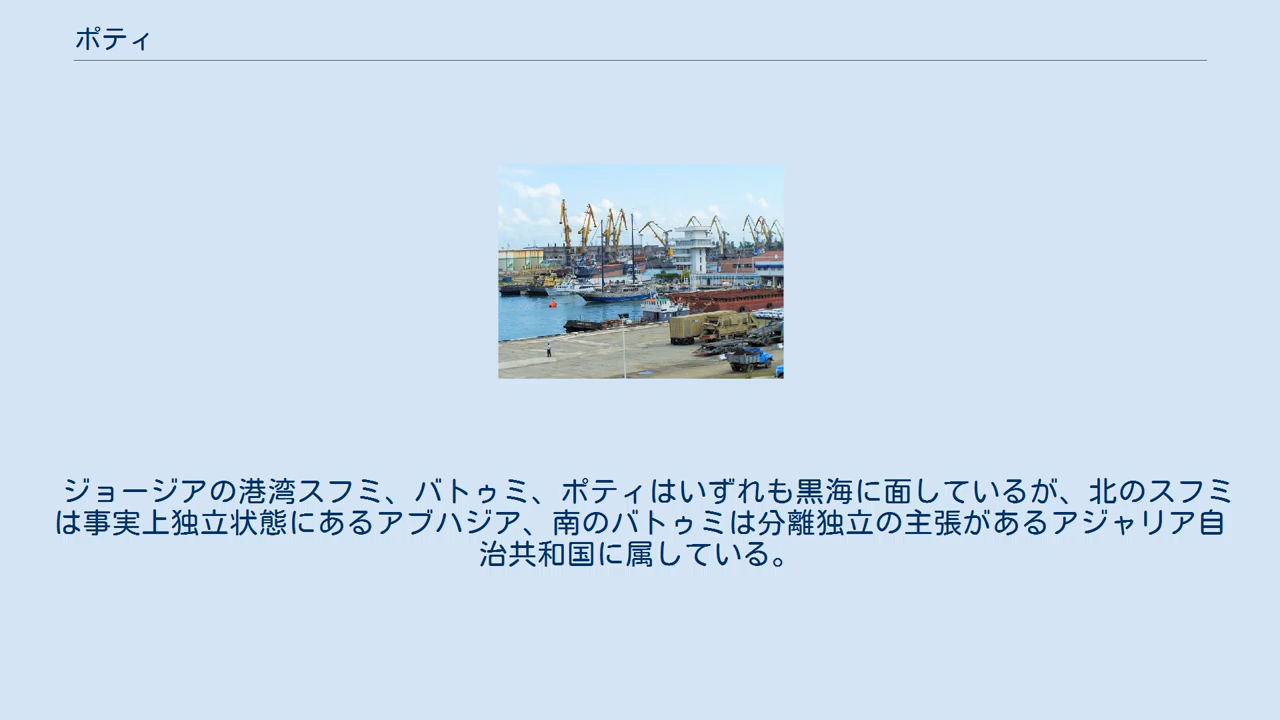 ポティ
ジョージアの港湾スフミ、バトゥミ、ポティはいずれも黒海に面しているが、北のスフミ
は事実上独立状態にあるアブハジア、南のバトゥミは分離独立の主張があるアジャリア自
治共和国に属している。